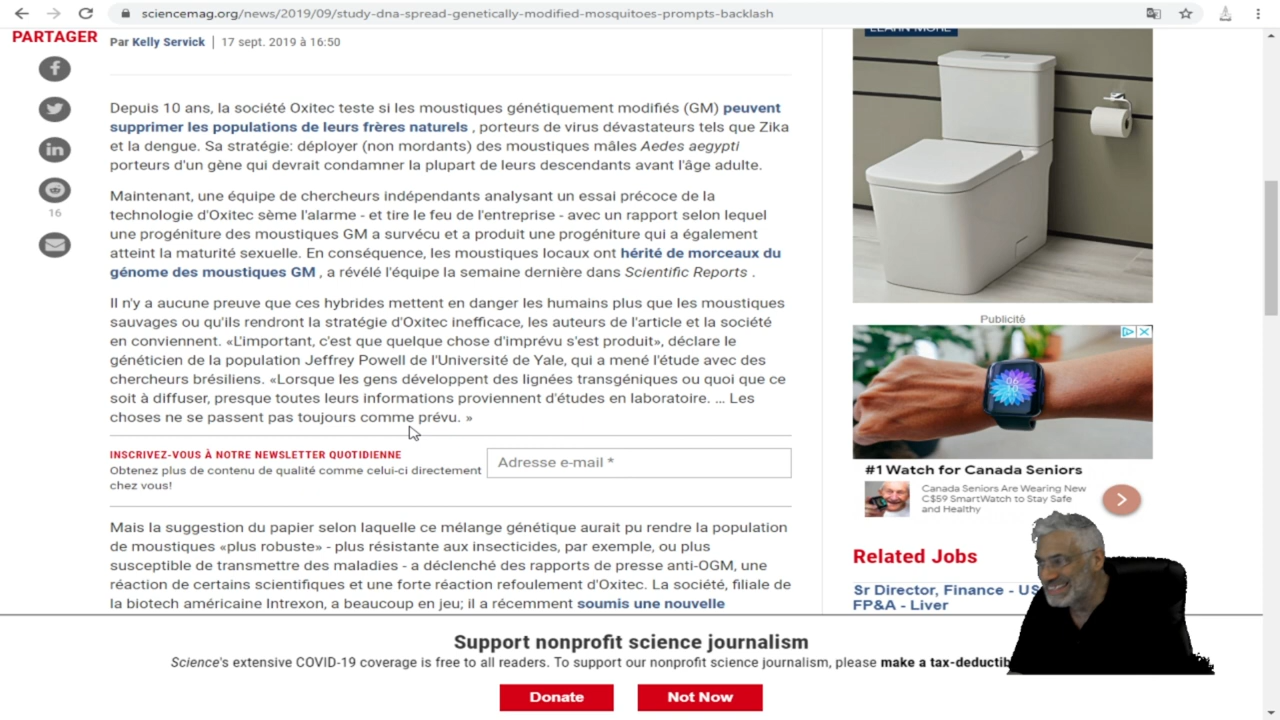 sciencemag.org/news/2019/09/study-dna-spread-genetically-modified-mosquitoes-prompts-backlash
PARTAGER
16
Par Kelly Servick | 17 sept. 2019 à 16:50
Depuis 10 ans, la société Oxitec teste si les moustiques génétiquement modifiés (GM) peuvent
supprimer les populations de leurs frères naturels , porteurs de virus dévastateurs tels que Zika
et la dengue. Sa stratégie: déployer (non mordants) des moustiques mâles Aedes aegypti
porteurs d'un gène qui devrait condamner la plupart de leurs descendants avant l'âge adulte.
Maintenant, une équipe de chercheurs indépendants analysant un essai précoce de la
technologie d'Oxitec sème l'alarme - et tire le feu de l'entreprise - avec un rapport selon lequel
une progéniture des moustiques GM a survécu et a produit une progéniture qui a également
atteint la maturité sexuelle. En conséquence, les moustiques locaux ont hérité de morceaux du
génome des moustiques GM , a révélé l'équipe la semaine dernière dans Scientific Reports .
Il n'y a aucune preuve que ces hybrides mettent en danger les humains plus que les moustiques
sauvages ou qu'ils rendront la stratégie d'Oxitec inefficace, les auteurs de l'article et la société
en conviennent. «L'important, c'est que quelque chose d'imprévu s'est produit», déclare le
généticien de la population Jeffrey Powell de l'Université de Yale, qui a mené l'étude avec des
chercheurs brésiliens. «Lorsque les gens développent des lignées transgéniques ou quoi que ce
soit à diffuser, presque toutes leurs informations proviennent d'études en laboratoire. ... Les
choses ne se passent pas toujours comme prévu. »
INSCRIVEZ-VOUS À NOTRE NEWSLETTER QUOTIDIENNE
Obtenez plus de contenu de qualité comme celui-ci directement
chez vous!
Adresse e-mail *
Mais la suggestion du papier selon laquelle ce mélange génétique aurait pu rendre la population
de moustiques «plus robuste» - plus résistante aux insecticides, par exemple, ou plus
susceptible de transmettre des maladies - a déclenché des rapports de presse anti-OGM, une
réaction de certains scientifiques et une forte réaction refoulement d'Oxitec. La société, filiale de
la biotech américaine Intrexon, a beaucoup en jeu; il a récemment soumis une nouvelle
LEARN MORE
Publicité
#1 Watch for Canada Seniors
Canada Seniors Are Wearing New
C$59 SmartWatch to Stay Safe
and Healthy
Related Jobs
Sr Director, Finance - US
FP&A - Liver
Support nonprofit science journalism
Science's extensive COVID-19 coverage is free to all readers. To support our nonprofit science journalism, please make a
Donate
Not Now